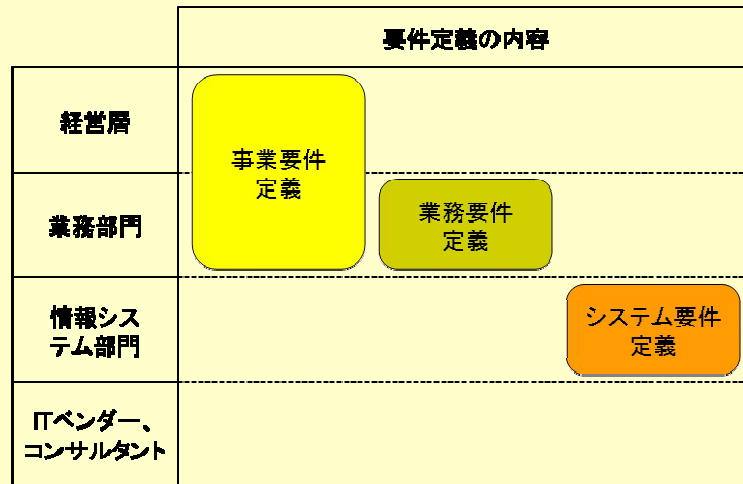 要件定義の内容
経営層
事業要件
定義
業務部門
業務要件
定義
情報シス
テム部門
システム要件
定義
ITベンダー、
コンサルタント